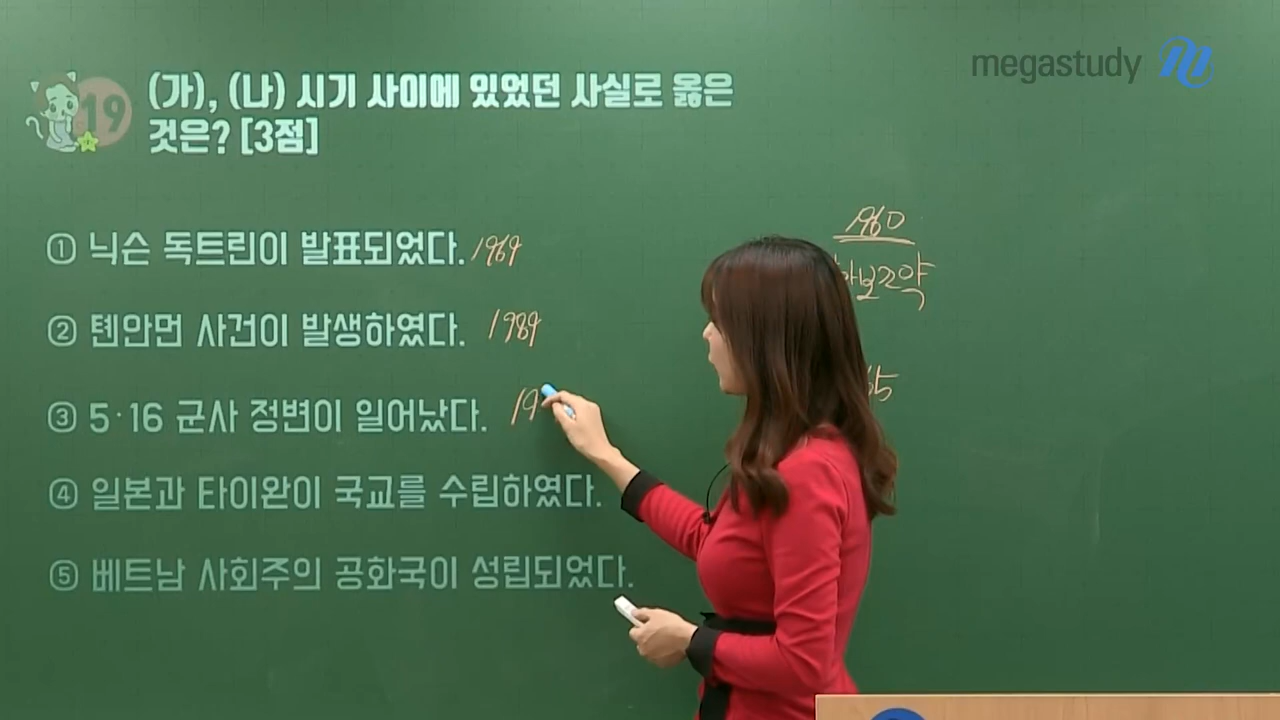 megastudy
19
(가), (나) 시기 사이에 있었던 사실로 옳은
것은? [3점]
① 닉슨 독트린이 발표되었다. 1969
② 톈안먼 사건이 발생하였다. 1989
③ 5·16 군사 정변이 일어났다. 19
④ 일본과 타이완이 국교를 수립하였다.
⑤ 베트남 사회주의 공화국이 성립되었다.
1960